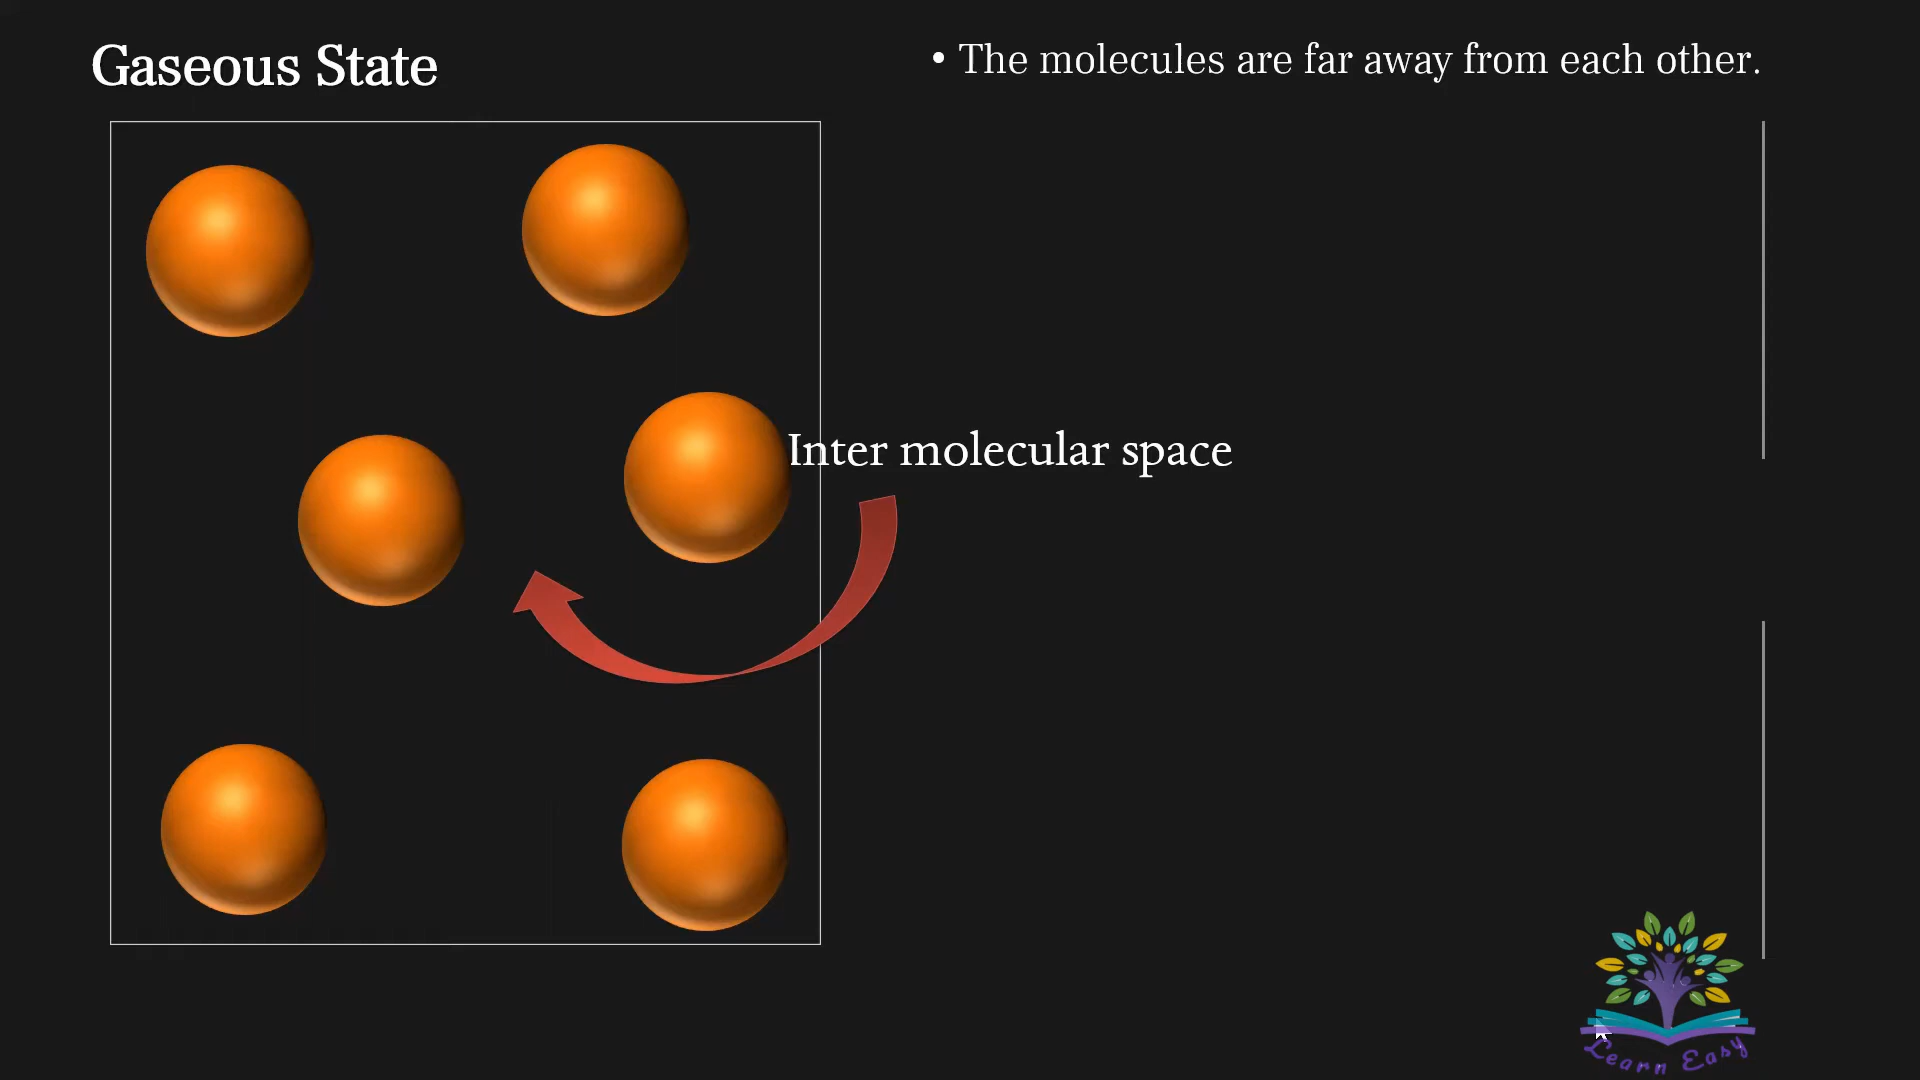 Gaseous State
• The molecules are far away from each other.
Inter molecular space
Learn Easy